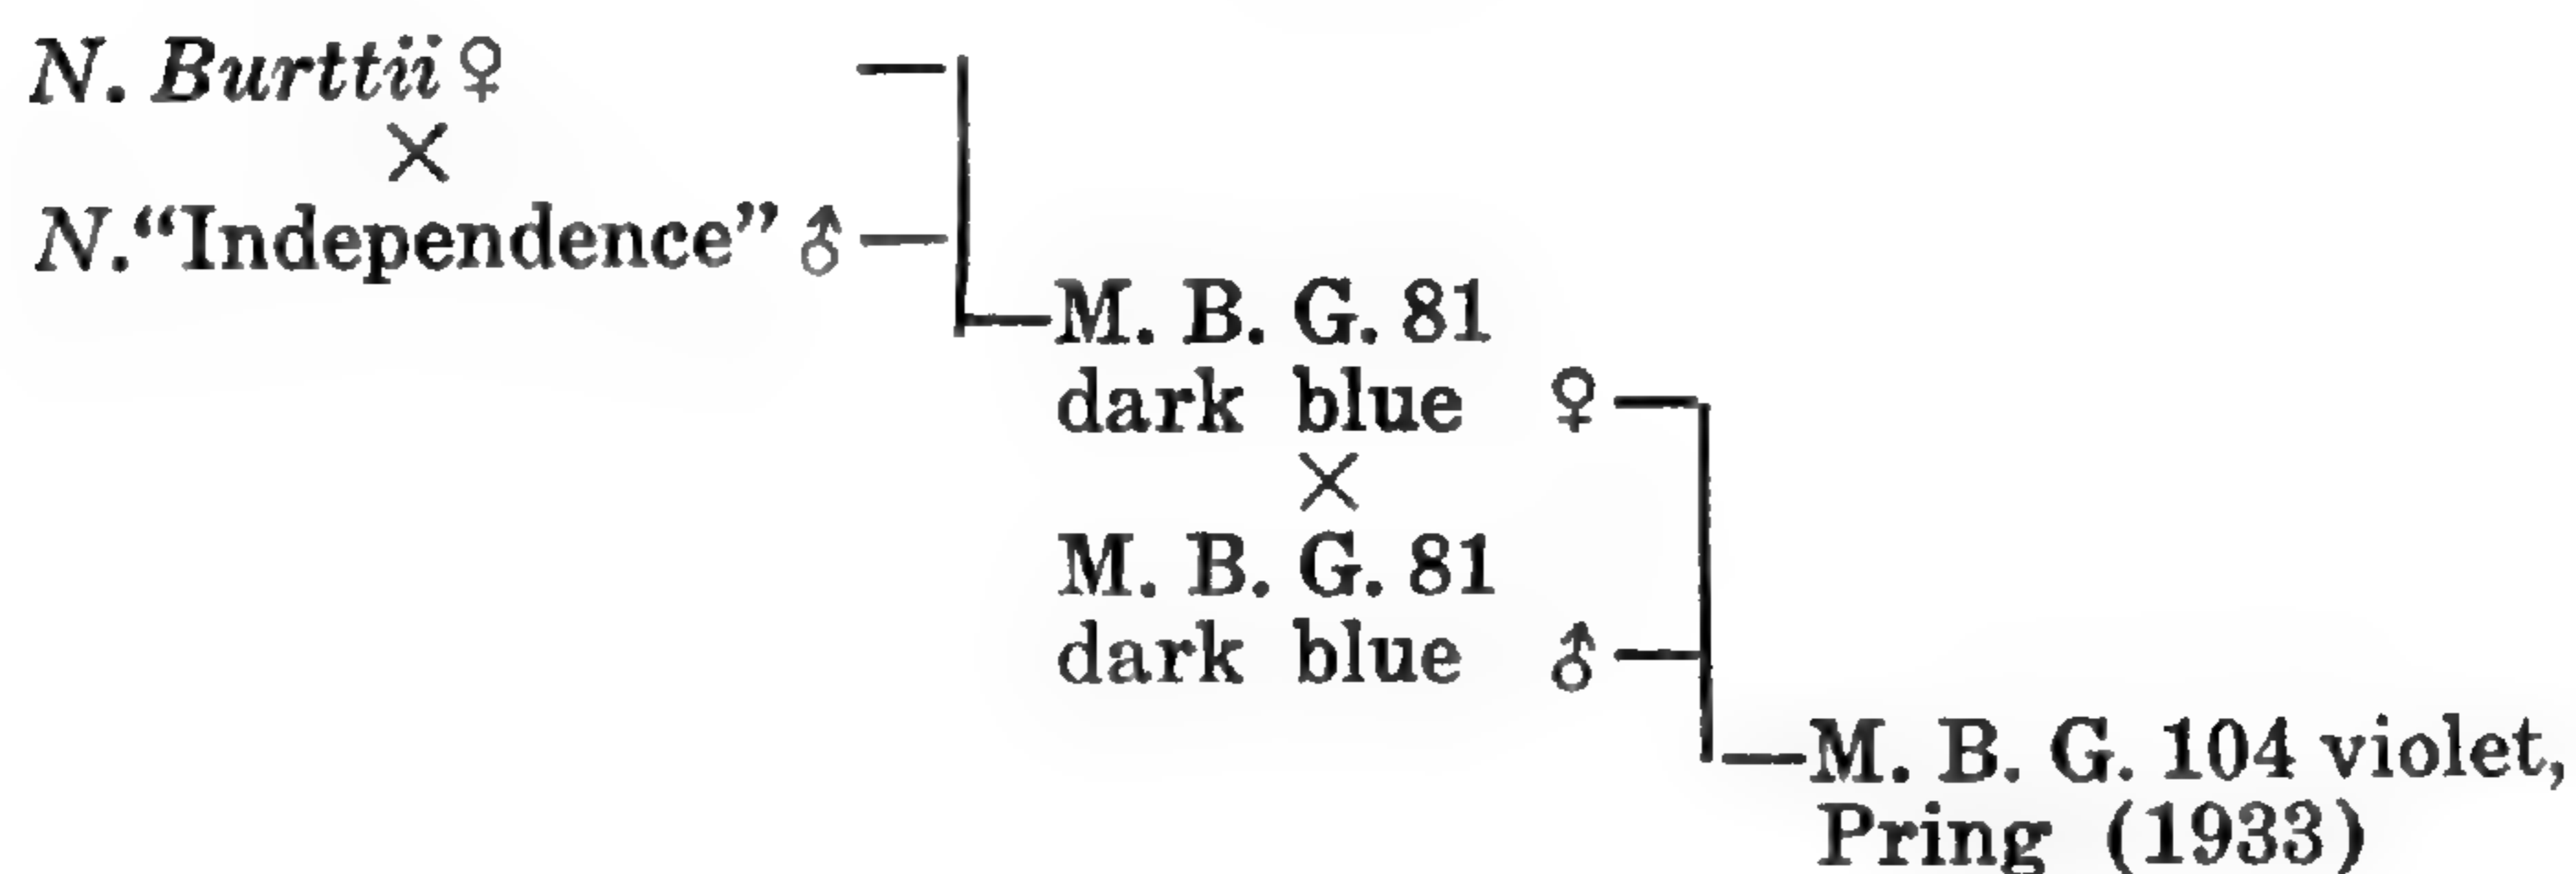 N. Burttii ♀
×
N. “Independence” ♂
M. B. G. 81
dark blue ♀
×
M. B. G. 81
dark blue ♂
M. B. G. 104 violet,
Pring (1933)